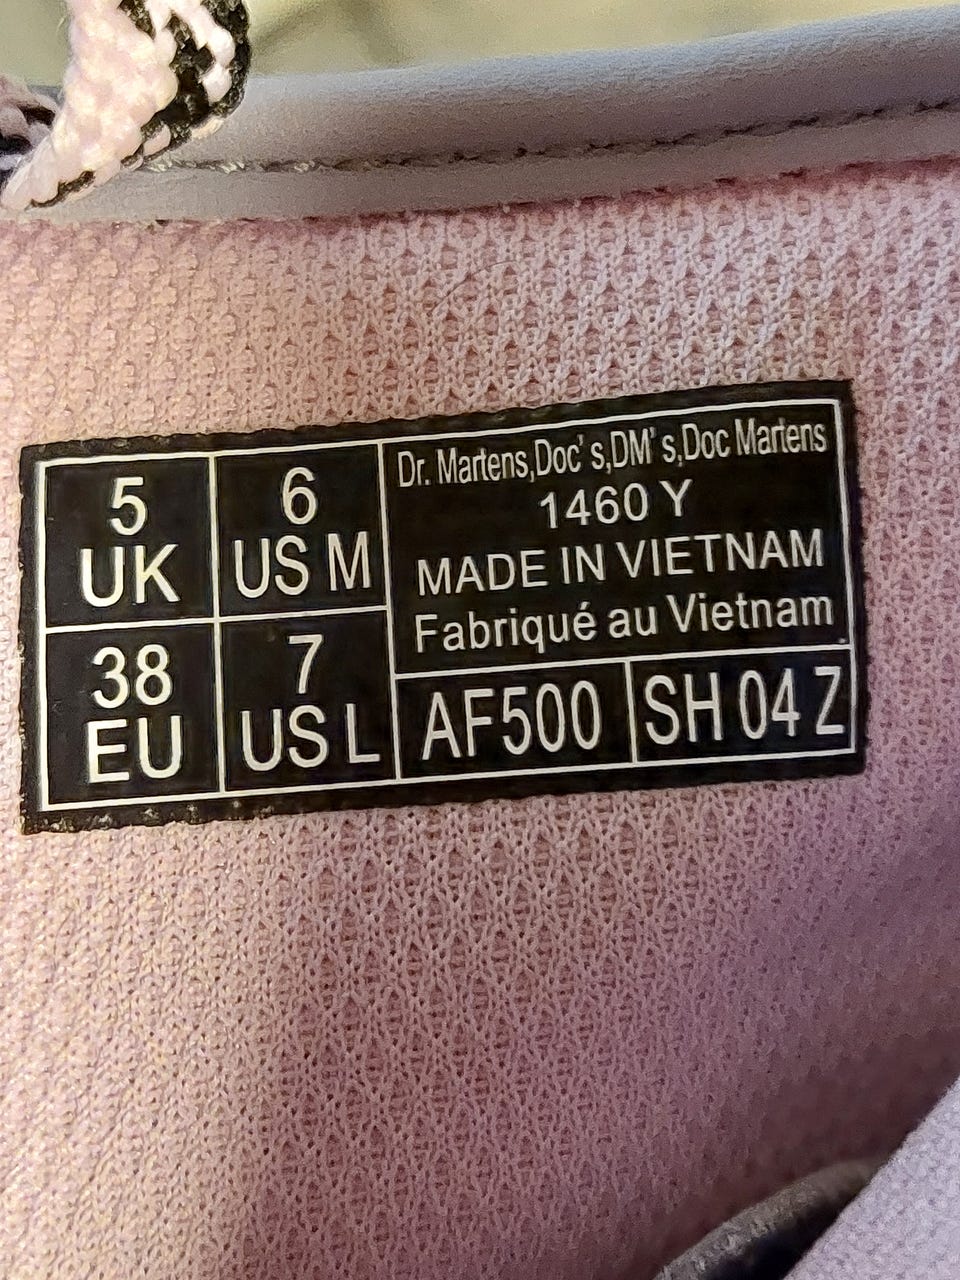 5
UK
6
US M
38
EU
7
US L
Dr. Martens,Doc's,DM's,Doc Martens
1460 Y
MADE IN VIETNAM
Fabriqué au Vietnam
AF500
SH 04 Z